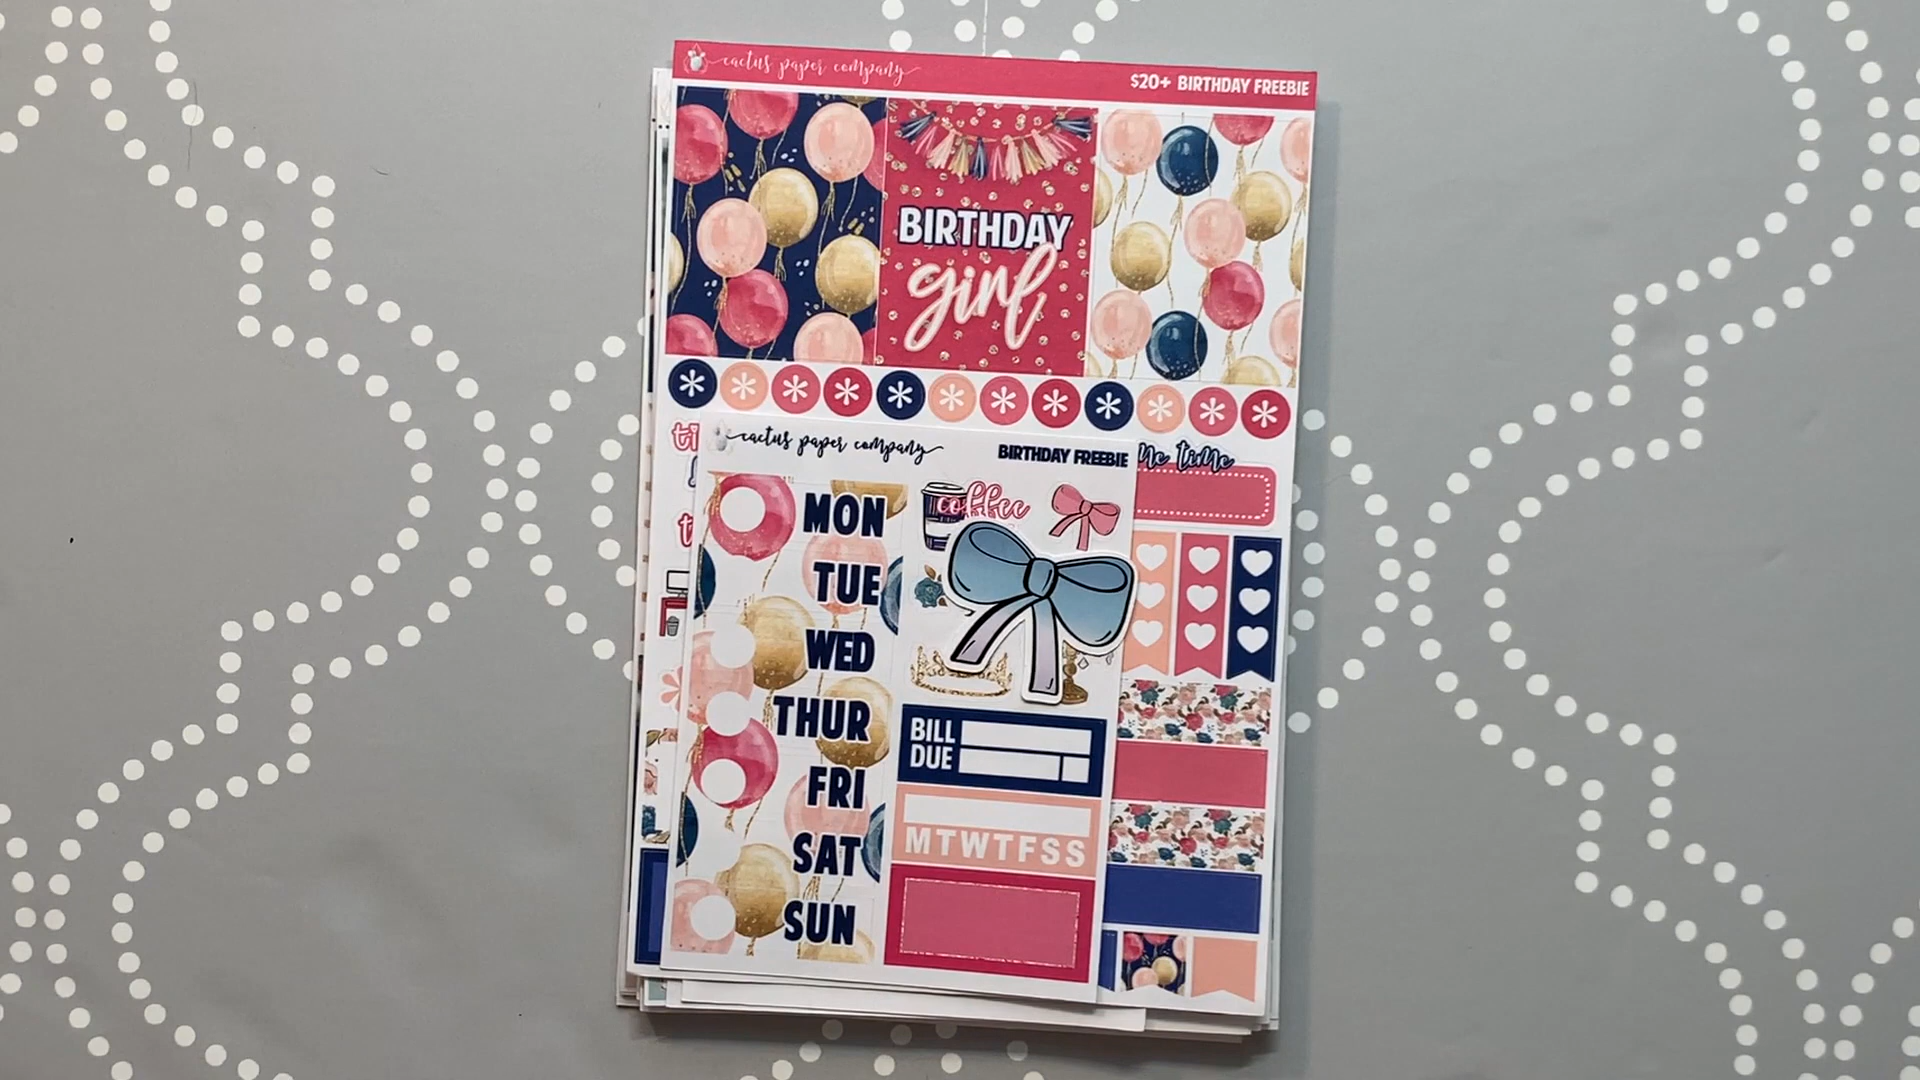 cactus paper company
$20+ BIRTHDAY FREEBIE
BIRTHDAY
girl
me time
cactus paper company
BIRTHDAY FREEBIE
MON
TUE
WED
THUR
FRI
SAT
SUN
coffee
BILL
DUE
MTWTFSS